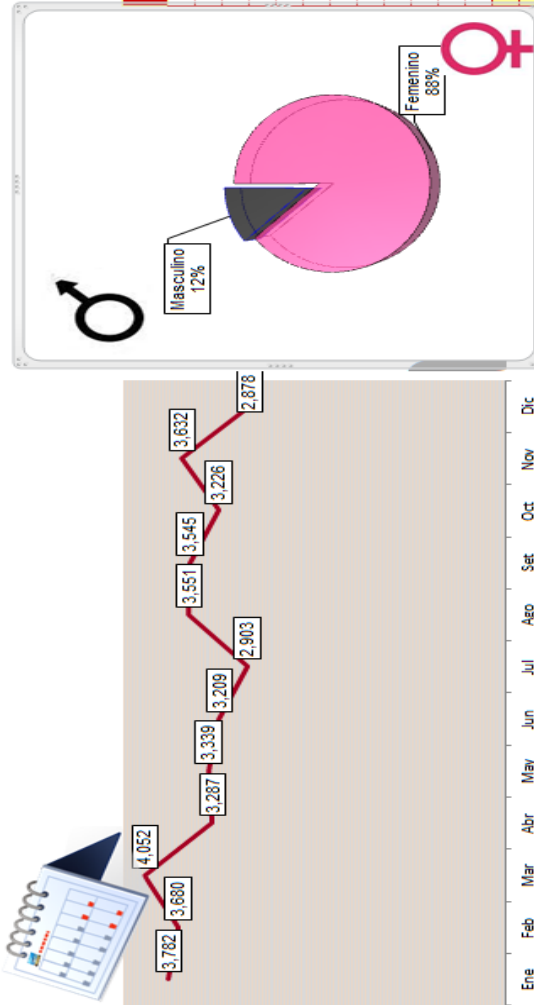 3,782
3,680
4,052
3,287
3,339
3,209
2,903
3,551
3,545
3,226
3,632
2,878
Ene
Feb
Mar
Abr
May
Jun
Jul
Ago
Set
Oct
Nov
Dic
Masculino
12%
Femenino
88%